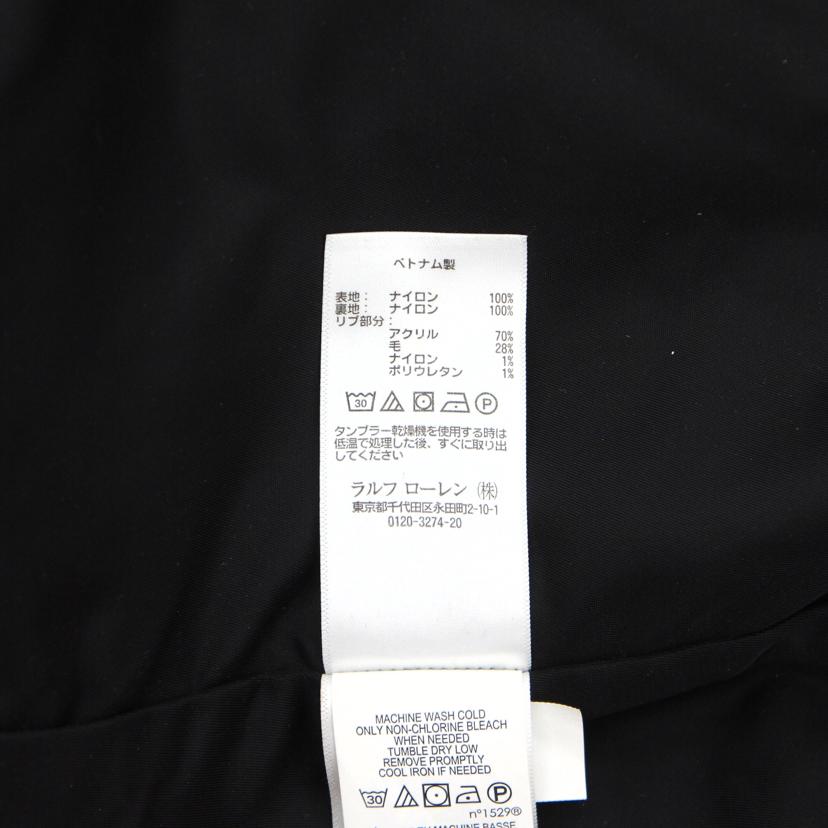 ベトナム製
表地： ナイロン 100%
裏地： ナイロン 100%
リブ部分：
アクリル 70%
毛 28%
ナイロン 1%
ポリウレタン 1%
30 P
タンブラー乾燥機を使用する時は
低温で処理した後、すぐに取り出
してください
ラルフ ローレン (株)
東京都千代田区永田町2-10-1
0120-3274-20
MACHINE WASH COLD
ONLY NON-CHLORINE BLEACH
WHEN NEEDED
TUMBLE DRY LOW
REMOVE PROMPTLY
COOL IRON IF NEEDED
30 P
n°1529®
MACHINE BASSE